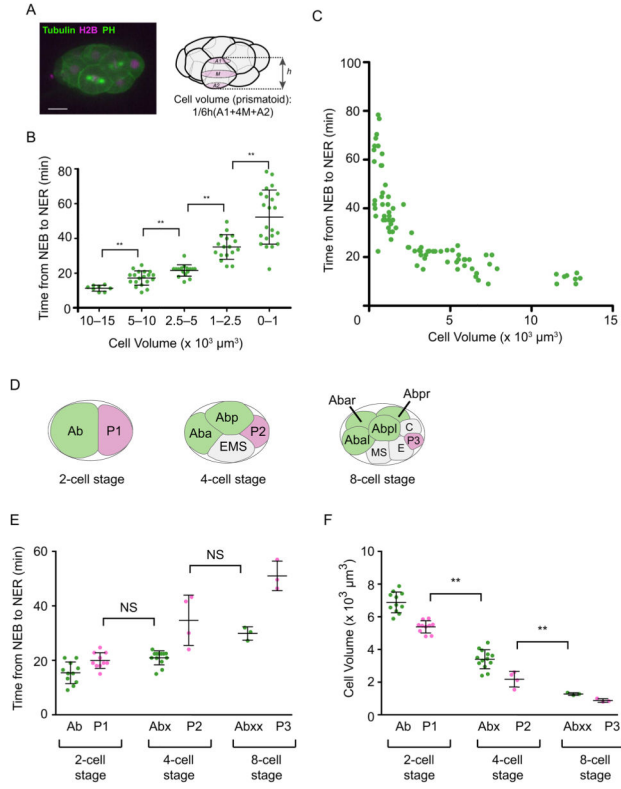 A
Tubulin H2B PH
A1
M
A2
h
Cell volume (prismatoid):
1/6h(A1+4M+A2)
B
Time from NEB to NER (min)
80
60
40
20
0
**
**
**
**
10–15
5–10
2.5–5
1–2.5
0–1
Cell Volume (x 10³ µm³)
C
Time from NEB to NER (min)
100
80
60
40
20
0
0
5
10
15
Cell Volume (x 10³ µm³)
D
Ab
P1
2-cell stage
Abp
Aba
P2
EMS
4-cell stage
Abar
Abpr
Abpl
Abal
C
P3
E
MS
8-cell stage
E
Time from NEB to NER (min)
60
40
20
0
NS
NS
Ab
P1
Abx
P2
Abxx
P3
2-cell
stage
4-cell
stage
8-cell
stage
F
Cell Volume (x 10³ µm³)
10
8
6
4
2
0
**
**
Ab
P1
Abx
P2
Abxx
P3
2-cell
stage
4-cell
stage
8-cell
stage